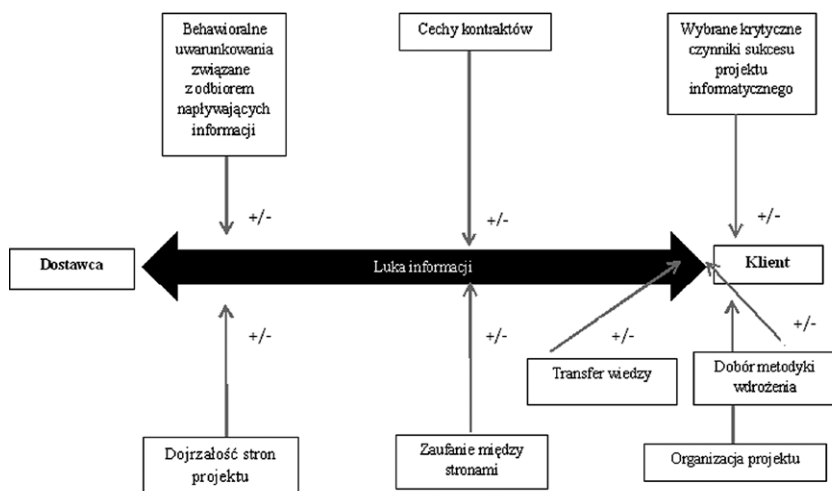 Behawioralne
uwarunkowania
związane
z odbiorem
napływających
informacji
Cechy kontraktów
Wybrane krytyczne
czynniki sukcesu
projektu
informatycznego
+/-
+/-
+/-
Dostawca
Luka informacji
Klient
+/-
+/-
+/-
+/-
Transfer wiedzy
Dobór metodyki
wdrożenia
Dojrzałość stron
projektu
Zaufanie między
stronami
Organizacja projektu